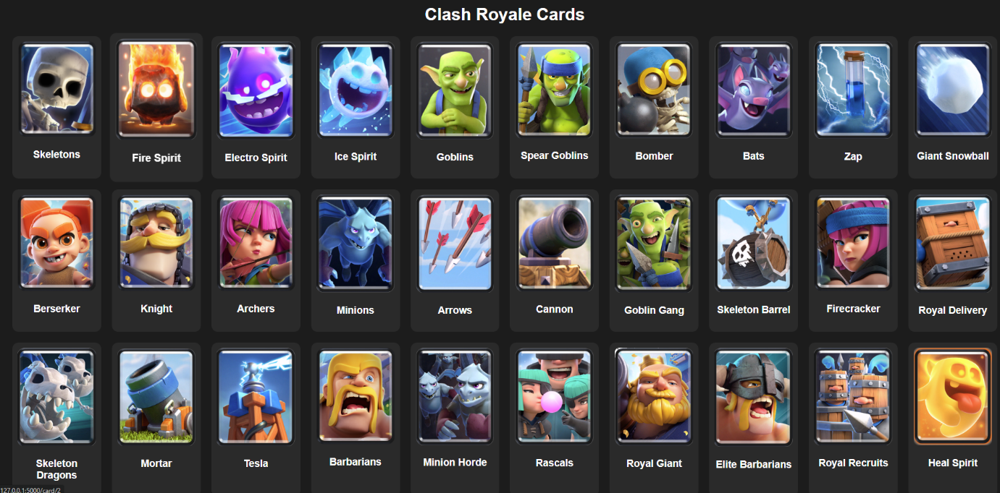 Clash Royale Cards
Skeletons
Fire Spirit
Electro Spirit
Ice Spirit
Goblins
Spear Goblins
Bomber
Bats
Zap
Giant Snowball
Berserker
Knight
Archers
Minions
Arrows
Cannon
Goblin Gang
Skeleton Barrel
Firecracker
Royal Delivery
Skeleton
Dragons
Mortar
Tesla
Barbarians
Minion Horde
Rascals
Royal Giant
Elite Barbarians
Royal Recruits
Heal Spirit
127.0.0.1:5000/card/2